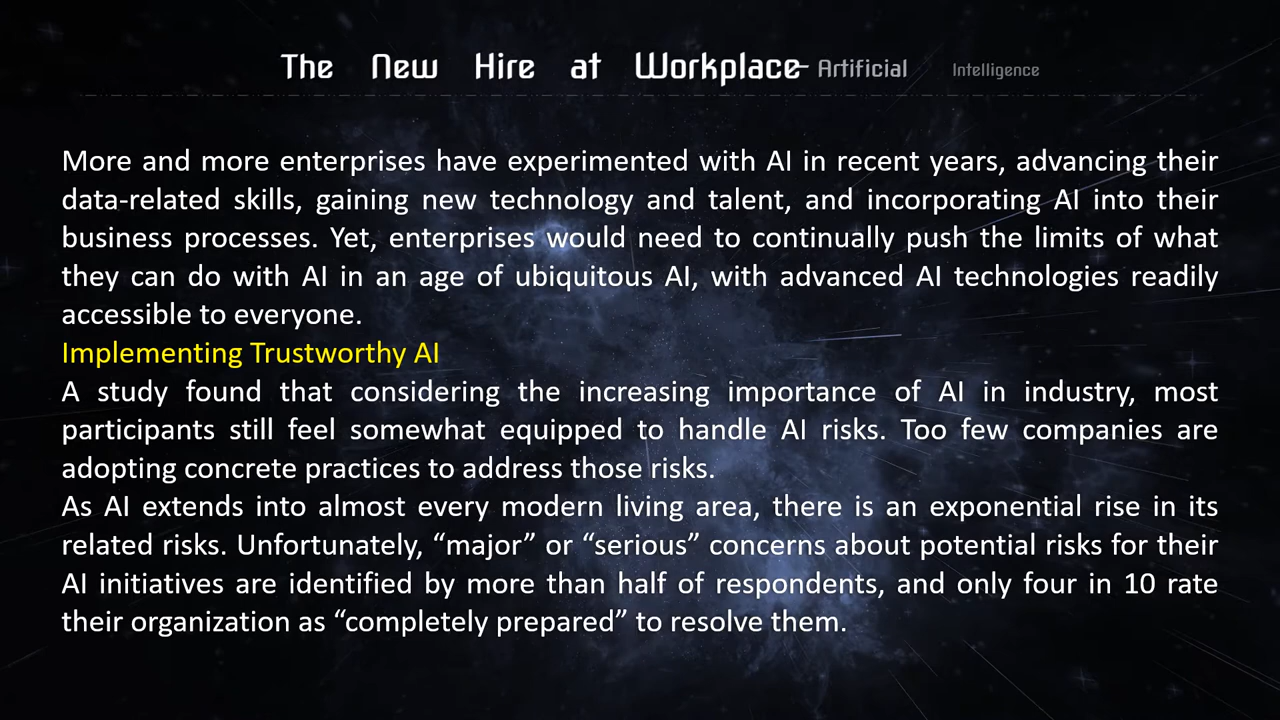 The New Hire at Workplace- Artificial Intelligence
More and more enterprises have experimented with AI in recent years, advancing their
data-related skills, gaining new technology and talent, and incorporating AI into their
business processes. Yet, enterprises would need to continually push the limits of what
they can do with AI in an age of ubiquitous AI, with advanced AI technologies readily
accessible to everyone.
Implementing Trustworthy AI
A study found that considering the increasing importance of AI in industry, most
participants still feel somewhat equipped to handle AI risks. Too few companies are
adopting concrete practices to address those risks.
As AI extends into almost every modern living area, there is an exponential rise in its
related risks. Unfortunately, “major” or “serious” concerns about potential risks for their
AI initiatives are identified by more than half of respondents, and only four in 10 rate
their organization as “completely prepared” to resolve them.